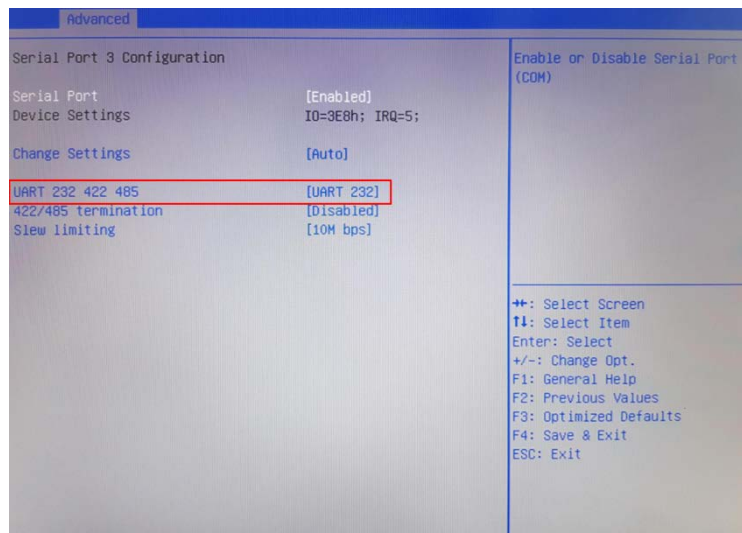 Advanced
Serial Port 3 Configuration
Serial Port [Enabled]
Device Settings IO=3E8h; IRQ=5;
Change Settings [Auto]
UART 232 422 485 [UART 232]
422/485 termination [Disabled]
Slew limiting [10M bps]
Enable or Disable Serial Port
(COM)
→←: Select Screen
↑↓: Select Item
Enter: Select
+/-: Change Opt.
F1: General Help
F2: Previous Values
F3: Optimized Defaults
F4: Save & Exit
ESC: Exit